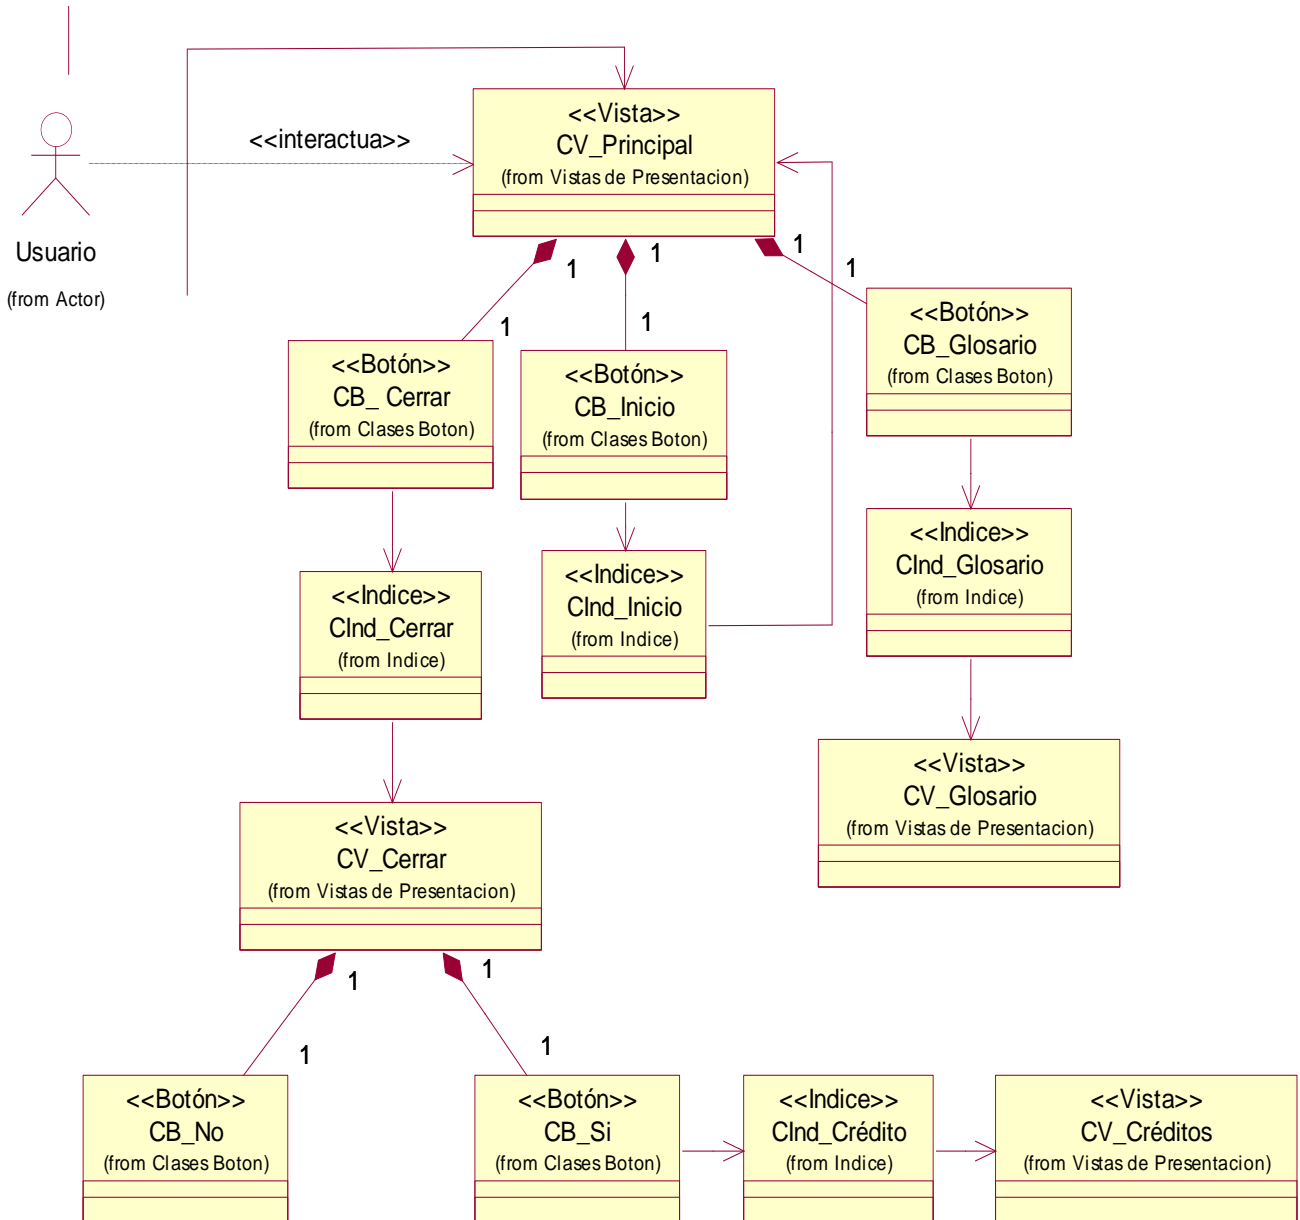 <<Vista>>
CV_Principal
(from Vistas de Presentacion)
<<interactua>>
Usuario
(from Actor)
1
1
1
1
1
1
<<Botón>>
CB_ Cerrar
(from Clases Boton)
<<Botón>>
CB_Inicio
(from Clases Boton)
<<Botón>>
CB_Glosario
(from Clases Boton)
<<Indice>>
CInd_Cerrar
(from Indice)
<<Indice>>
CInd_Inicio
(from Indice)
<<Indice>>
CInd_Glosario
(from Indice)
<<Vista>>
CV_Glosario
(from Vistas de Presentacion)
<<Vista>>
CV_Cerrar
(from Vistas de Presentacion)
1
1
1
1
<<Botón>>
CB_No
(from Clases Boton)
<<Botón>>
CB_Si
(from Clases Boton)
<<Indice>>
CInd_Crédito
(from Indice)
<<Vista>>
CV_Créditos
(from Vistas de Presentacion)